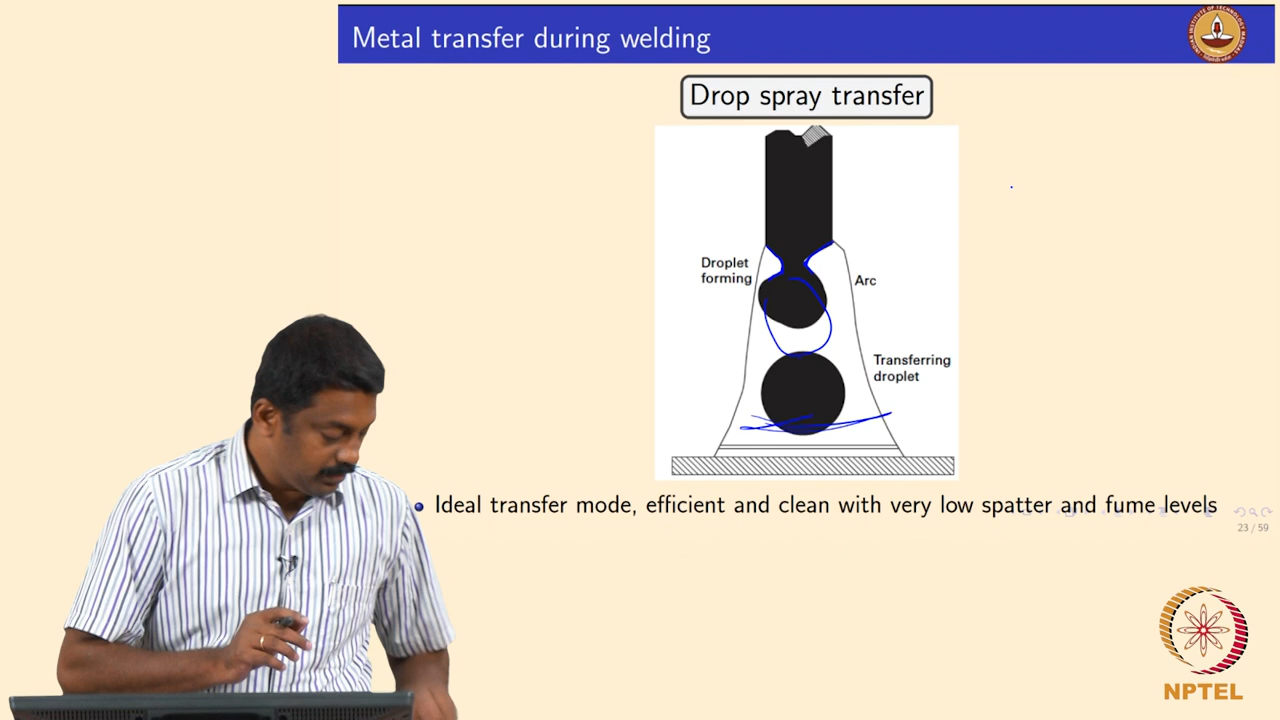 Metal transfer during welding
Drop spray transfer
Droplet
forming
Arc
Transferring
droplet
Ideal transfer mode, efficient and clean with very low spatter and fume levels
23 / 59
NPTEL